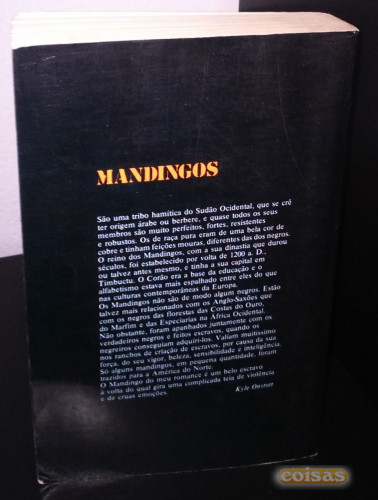 MANDINGOS
São uma tribo hamítica do Sudão Ocidental, que se crê
ter origem árabe ou berbere, e quase todos os seus
membros são muito perfeitos, fortes, resistentes
e robustos. Os de raça pura eram de uma bela cor de
cobre e tinham feições mouras, diferentes das dos negros.
O reino dos Mandingos, com a sua dinastia que durou
séculos, foi estabelecido por volta de 1200 a. D.,
ou talvez antes mesmo, e tinha a sua capital em
Timbuctu. O Corão era a base da educação e o
alfabetismo estava mais espalhado entre eles do que
nas culturas contemporâneas da Europa.
Os Mandingos não são de modo algum negros. Estão
talvez mais relacionados com os Anglo-Saxões que
com os negros das florestas das Costas do Ouro,
do Marfim e das Especiarias na África Ocidental.
Não obstante, foram apanhados juntamente com os
verdadeiros negros e feitos escravos, quando os
negreiros conseguiam adquiri-los. Valiam muitíssimo
nos ranchos de criação de escravos, por causa da sua
força, do seu vigor, beleza, sensibilidade e inteligência.
Só alguns mandingos, em pequena quantidade, foram
trazidos para a América do Norte.
O Mandingo do meu romance é um belo escravo
à volta do qual gira uma complicada teia de violência
e de cruas emoções.
Kyle Onstott
coisas